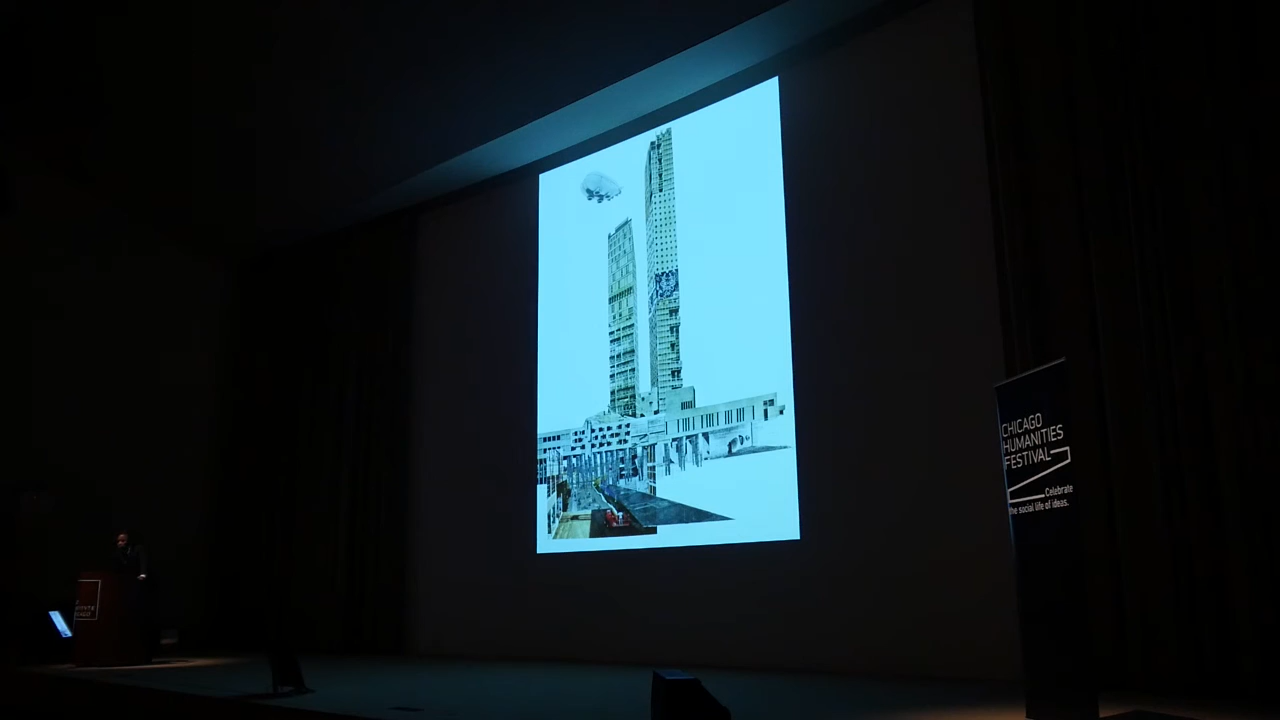 CHICAGO
HUMANITIES
FESTIVAL
Celebrate
the social life of ideas.